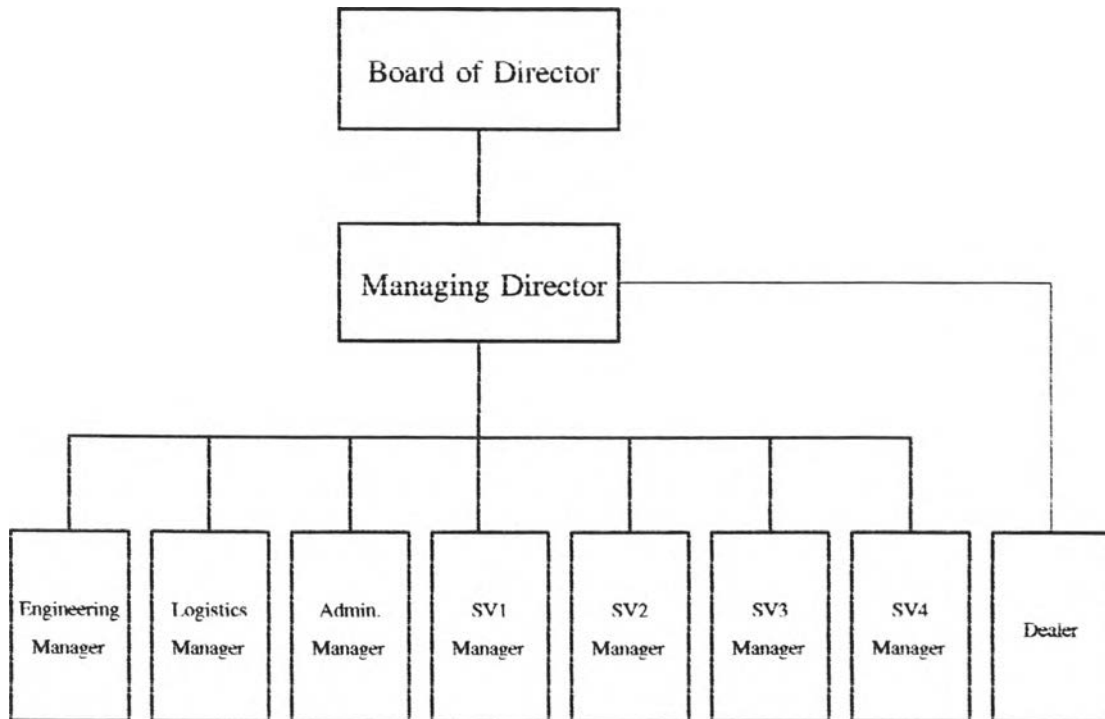 Board of Director
Managing Director
Engineering
Manager
Logistics
Manager
Admin.
Manager
SV1
Manager
SV2
Manager
SV3
Manager
SV4
Manager
Dealer